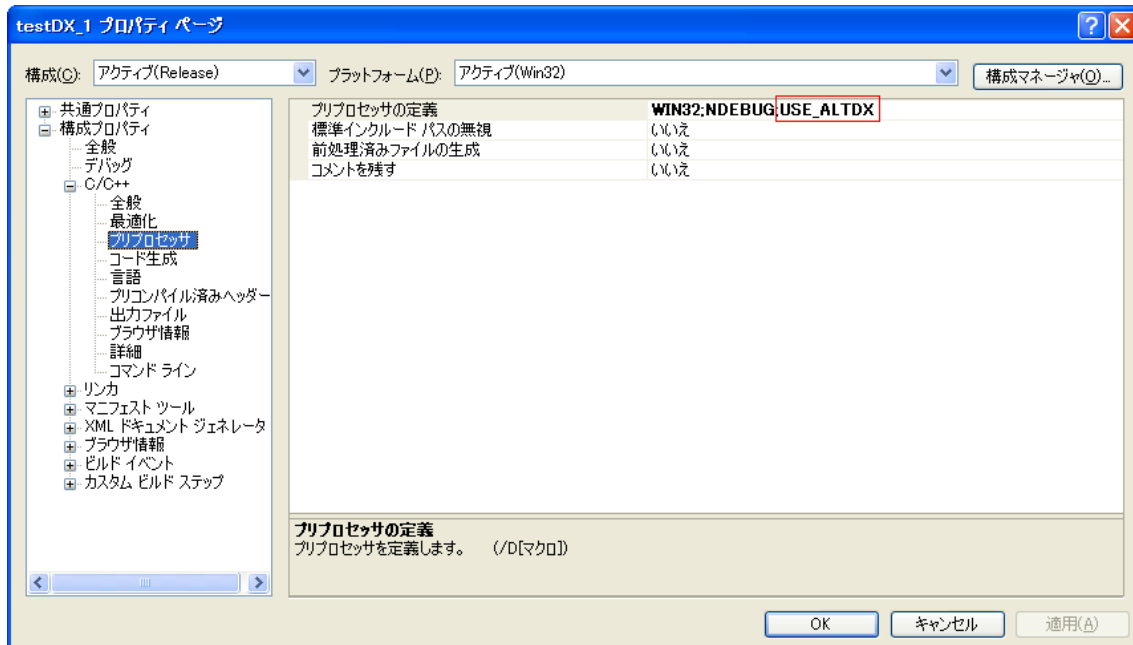 testDX_1 プロパティ ページ
構成(C): アクティブ(Release) プラットフォーム(P): アクティブ(Win32) 構成マネージャ(O)...
共通プロパティ
構成プロパティ
全般
デバッグ
C/C++
全般
最適化
プリプロセッサ
コード生成
言語
プリコンパイル済みヘッダー
出力ファイル
ブラウザ情報
詳細
コマンド ライン
リンカ
マニフェスト ツール
XML ドキュメント ジェネレータ
ブラウザ情報
ビルド イベント
カスタム ビルド ステップ
プリプロセッサの定義 WIN32;NDEBUG;USE_ALTDX
標準インクルード パスの無視 いいえ
前処理済みファイルの生成 いいえ
コメントを残す いいえ
プリプロセッサの定義
プリプロセッサを定義します。 (/D[マクロ])
OK キャンセル 適用(A)